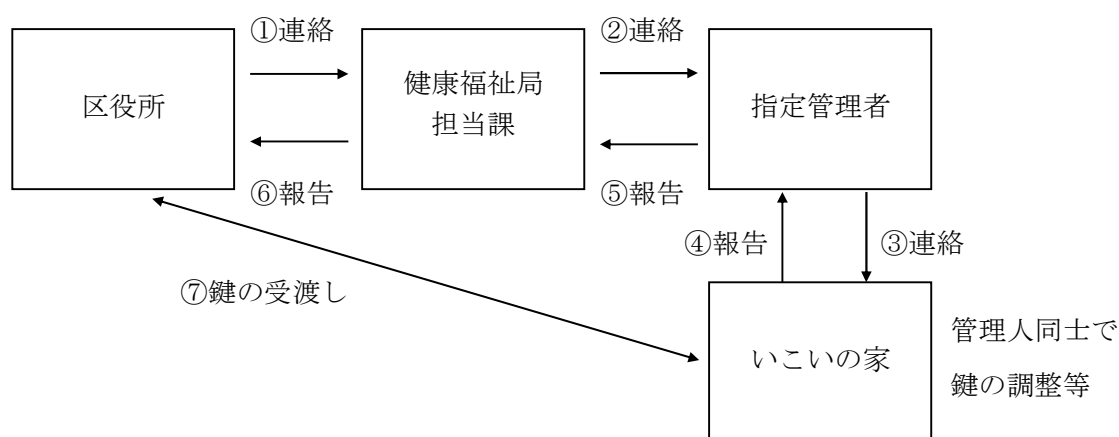 ①連絡
②連絡
区役所
健康福祉局
担当課
指定管理者
⑥報告
⑤報告
④報告
③連絡
⑦鍵の受渡し
いこいの家
管理人同士で
鍵の調整等